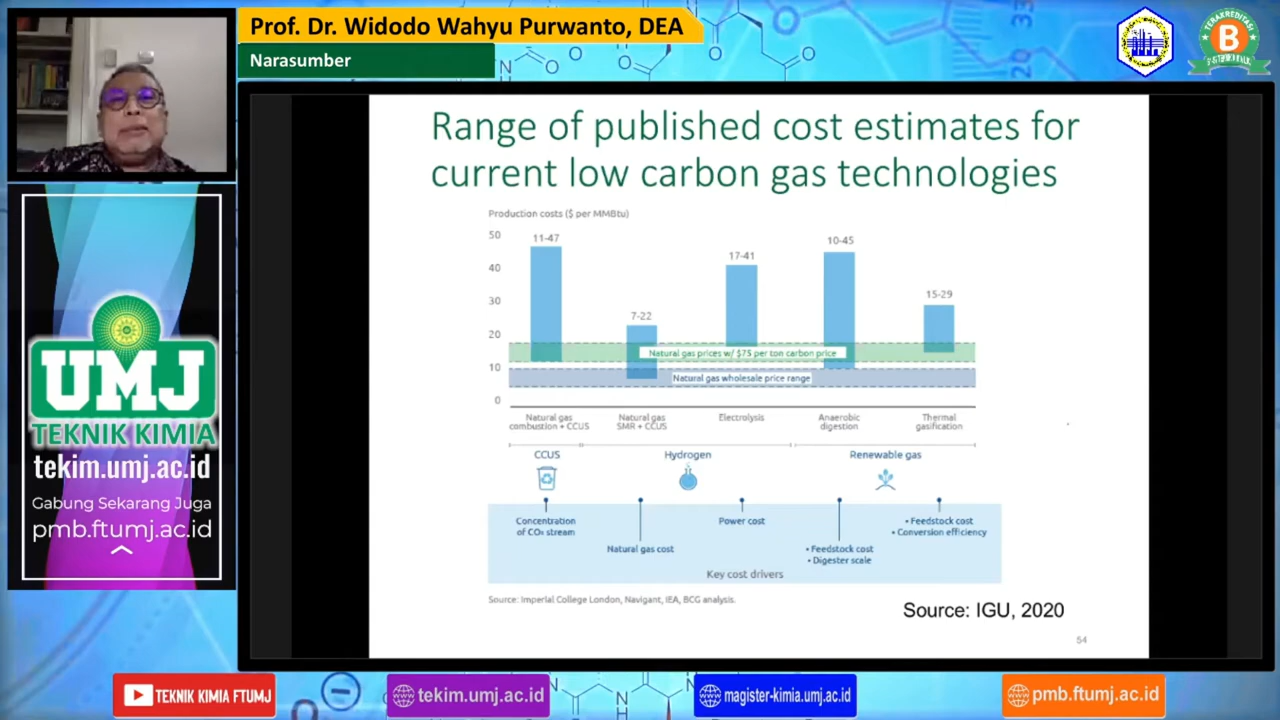 Prof. Dr. Widodo Wahyu Purwanto, DEA
Narasumber
TERAKREDITASI
B
33
20
O
O
UMJ
TEKNIK KIMIA
tekim.umj.ac.id
Gabung Sekarang Juga
pmb.ftumj.ac.id
Range of published cost estimates for
current low carbon gas technologies
Production costs ($ per MMBtu)
50
40
30
20
10
0
11-47
7-22
17-41
10-45
15-29
Natural gas prices w/ $75 per ton carbon price
Natural gas wholesale price range
Natural gas
combustion + CCUS
Natural gas
SMR + CCUS
Electrolysis
Anaerobic
digestion
Thermal
gasification
CCUS
Hydrogen
Renewable gas
Concentration
of CO₂ stream
Natural gas cost
Power cost
• Feedstock cost
• Digester scale
• Feedstock cost
• Conversion efficiency
Key cost drivers
Source: Imperial College London, Navigant, IEA, BCG analysis.
Source: IGU, 2020
54
TEKNIK KIMIA FTUMJ
tekim.umj.ac.id
magister-kimia.umj.ac.id
pmb.ftumj.ac.id